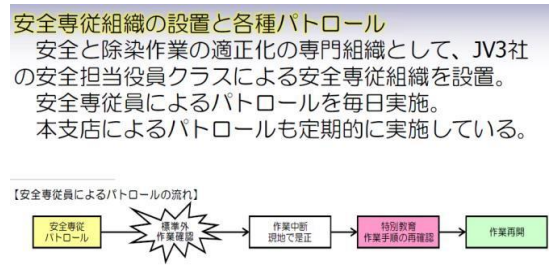 安全専従組織の設置と各種パトロール
安全と除染作業の適正化の専門組織として、JV3社
の安全担当役員クラスによる安全専従組織を設置。
安全専従員によるパトロールを毎日実施。
本支店によるパトロールも定期的に実施している。
【安全専従員によるパトロールの流れ】
安全専従
パトロール
標準外
作業確認
作業中断
現地で是正
特別教育
作業手順の再確認
作業再開